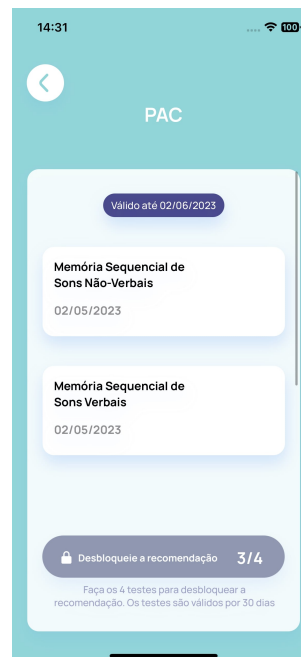 14:31
100
PAC
Válido até 02/06/2023
Memória Sequencial de
Sons Não-Verbais
02/05/2023
Memória Sequencial de
Sons Verbais
02/05/2023
Desbloqueie a recomendação 3/4
Faça os 4 testes para desbloquear a
recomendação. Os testes são válidos por 30 dias